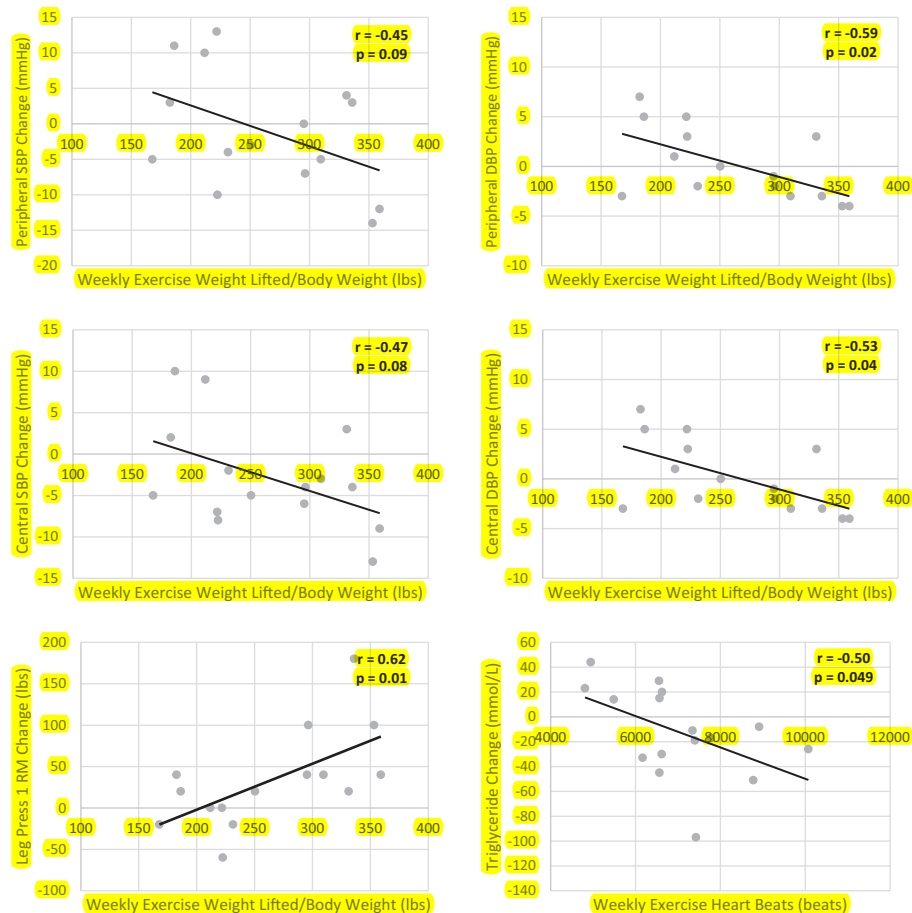 15
10
5
0
-5
-10
-15
-20
100 150 200 250 300 350 400
Peripheral SBP Change (mmHg)
Weekly Exercise Weight Lifted/Body Weight (lbs)
r = -0.45
p = 0.09
15
10
5
0
-5
-10
100 150 200 250 300 350 400
Peripheral DBP Change (mmHg)
Weekly Exercise Weight Lifted/Body Weight (lbs)
r = -0.59
p = 0.02
15
10
5
0
-5
-10
-15
100 150 200 250 300 350 400
Central SBP Change (mmHg)
Weekly Exercise Weight Lifted/Body Weight (lbs)
r = -0.47
p = 0.08
15
10
5
0
-5
-10
100 150 200 250 300 350 400
Central DBP Change (mmHg)
Weekly Exercise Weight Lifted/Body Weight (lbs)
r = -0.53
p = 0.04
200
150
100
50
0
-50
-100
100 150 200 250 300 350 400
Leg Press 1 RM Change (lbs)
Weekly Exercise Weight Lifted/Body Weight (lbs)
r = 0.62
p = 0.01
60
40
20
0
-20
-40
-60
-80
-100
-120
-140
4000 6000 8000 10000 12000
Triglyceride Change (mmol/L)
Weekly Exercise Heart Beats (beats)
r = -0.50
p = 0.049